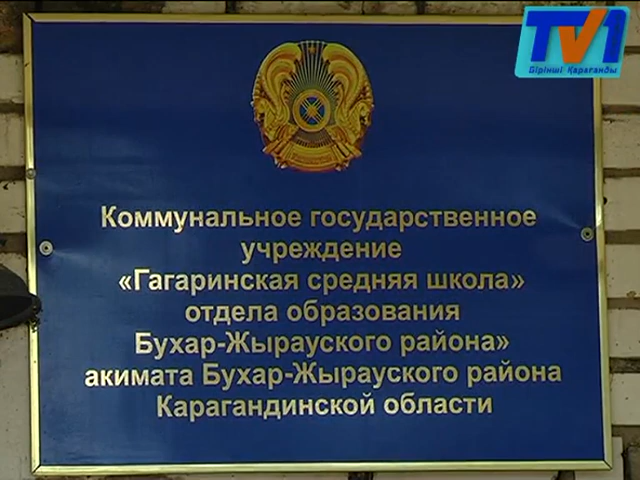 TV1
Бірінші Қарағанды
Коммунальное государственное
учреждение
«Гагаринская средняя школа»
отдела образования
Бухар-Жырауского района»
акимата Бухар-Жырауского района
Карагандинской области